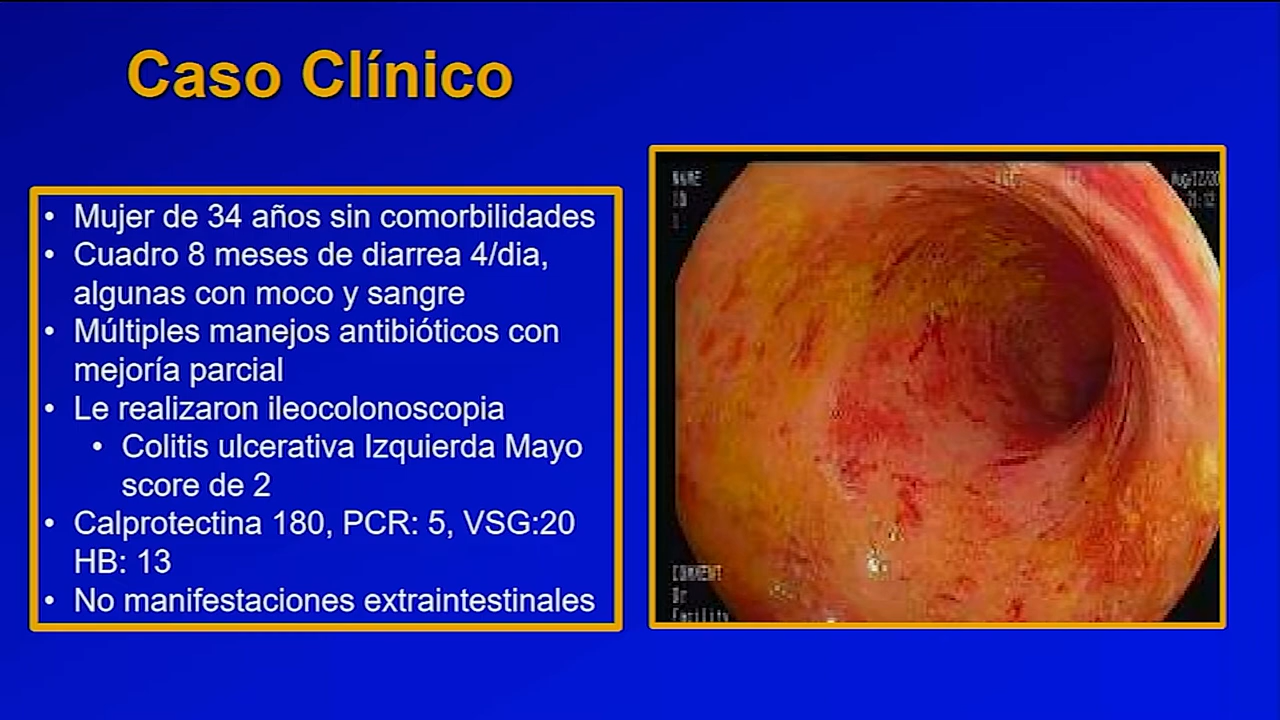 Caso Clínico
• Mujer de 34 años sin comorbilidades
• Cuadro 8 meses de diarrea 4/dia,
algunas con moco y sangre
• Múltiples manejos antibióticos con
mejoría parcial
• Le realizaron ileocolonoscopia
• Colitis ulcerativa Izquierda Mayo
score de 2
• Calprotectina 180, PCR: 5, VSG:20
HB: 13
• No manifestaciones extraintestinales
NAME
COMMENT
Dr
Facility